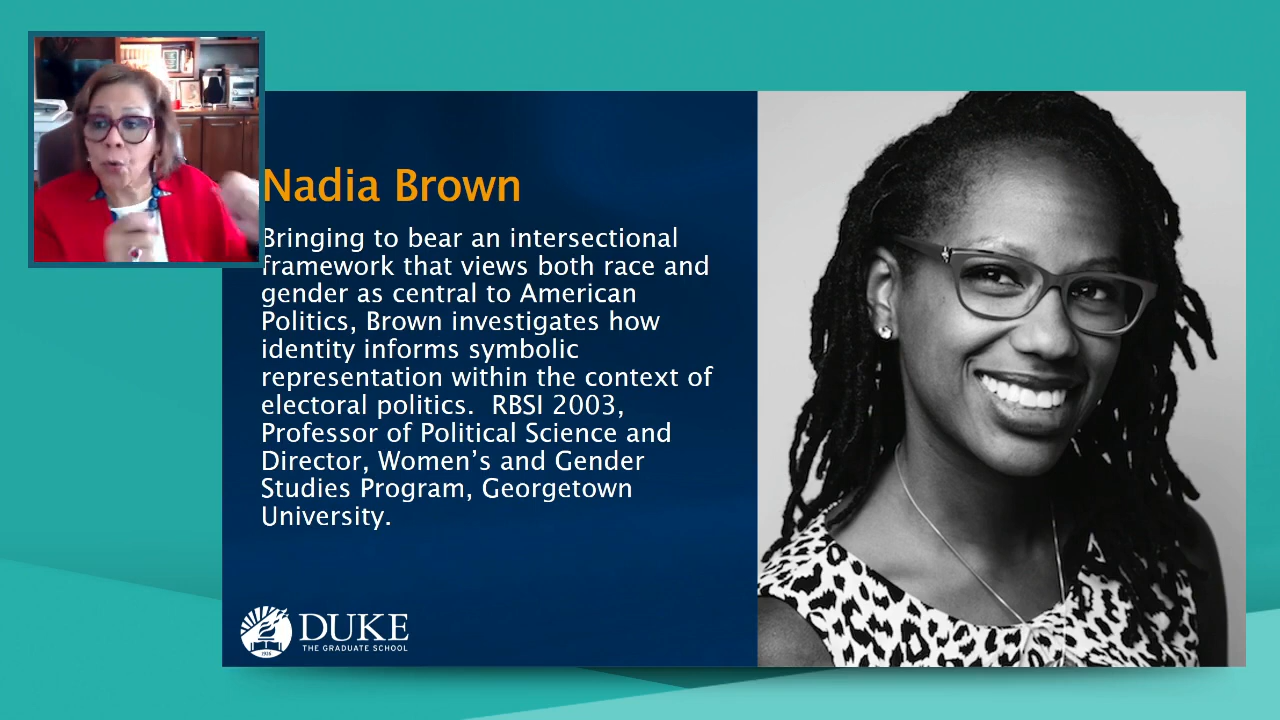 Nadia Brown
Bringing to bear an intersectional
framework that views both race and
gender as central to American
Politics, Brown investigates how
identity informs symbolic
representation within the context of
electoral politics.  RBSI 2003,
Professor of Political Science and
Director, Women’s and Gender
Studies Program, Georgetown
University.
DUKE
THE GRADUATE SCHOOL
1926